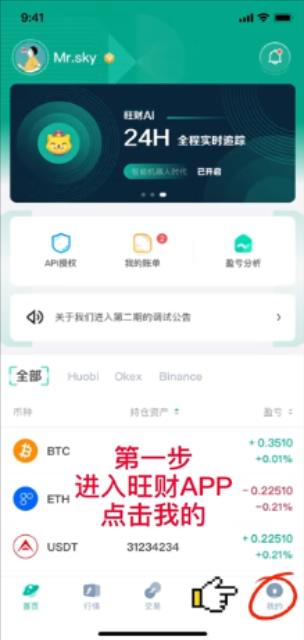 9:41
Mr.sky
旺财AI
24H 全程实时追踪
智能机器人时代 已开启
API授权
我的账单
2
盈亏分析
关于我们进入第二期的调试公告
全部 Huobi Okex Binance
币种 持仓资产 盈亏
BTC +0.3510
+0.01%
第一步
进入旺财APP
点击我的
ETH -0.22510
-0.21%
USDT 31234234 +0.22510
+0.21%
首页 行情 交易 我的